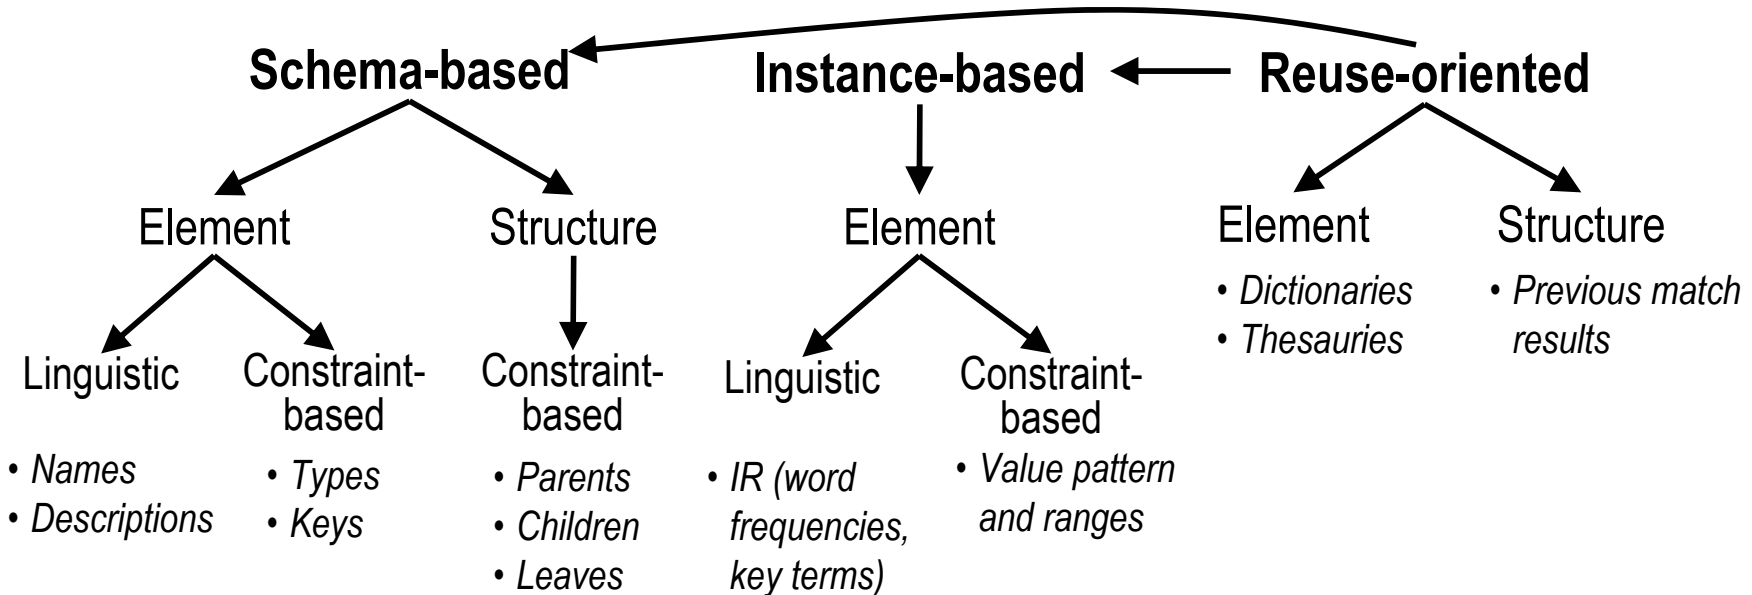 Schema-based
Instance-based
Reuse-oriented
Element
Structure
Element
Element
Structure
• Dictionaries
• Thesauries
• Previous match
results
Linguistic
Constraint-
based
Constraint-
based
Linguistic
Constraint-
based
• Names
• Descriptions
• Types
• Keys
• Parents
• Children
• Leaves
• IR (word
frequencies,
key terms)
• Value pattern
and ranges